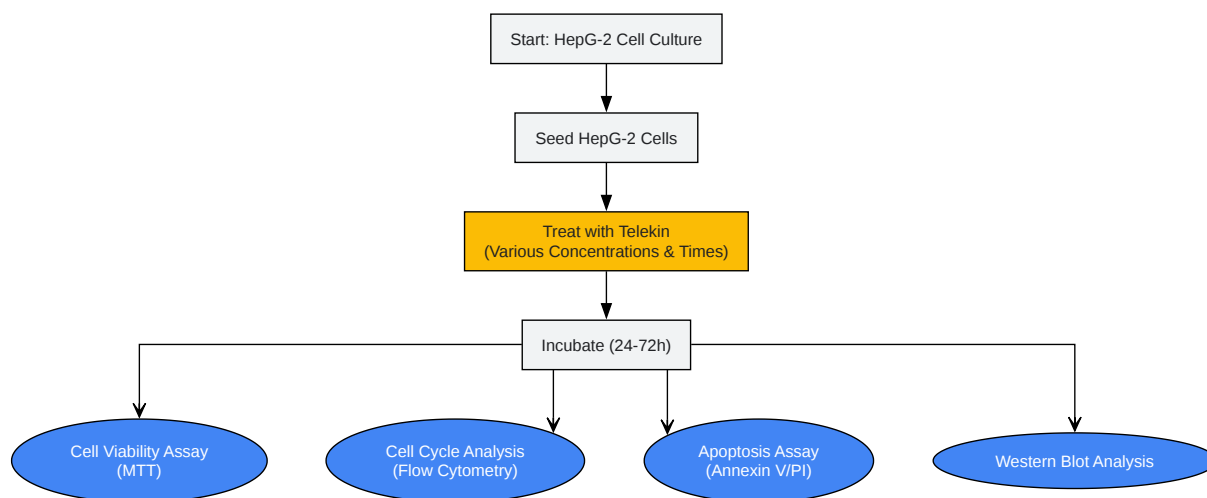 Start: HepG-2 Cell Culture
Seed HepG-2 Cells
Treat with Telekin
(Various Concentrations & Times)
Incubate (24-72h)
Cell Viability Assay
(MTT)
Cell Cycle Analysis
(Flow Cytometry)
Apoptosis Assay
(Annexin V/PI)
Western Blot Analysis